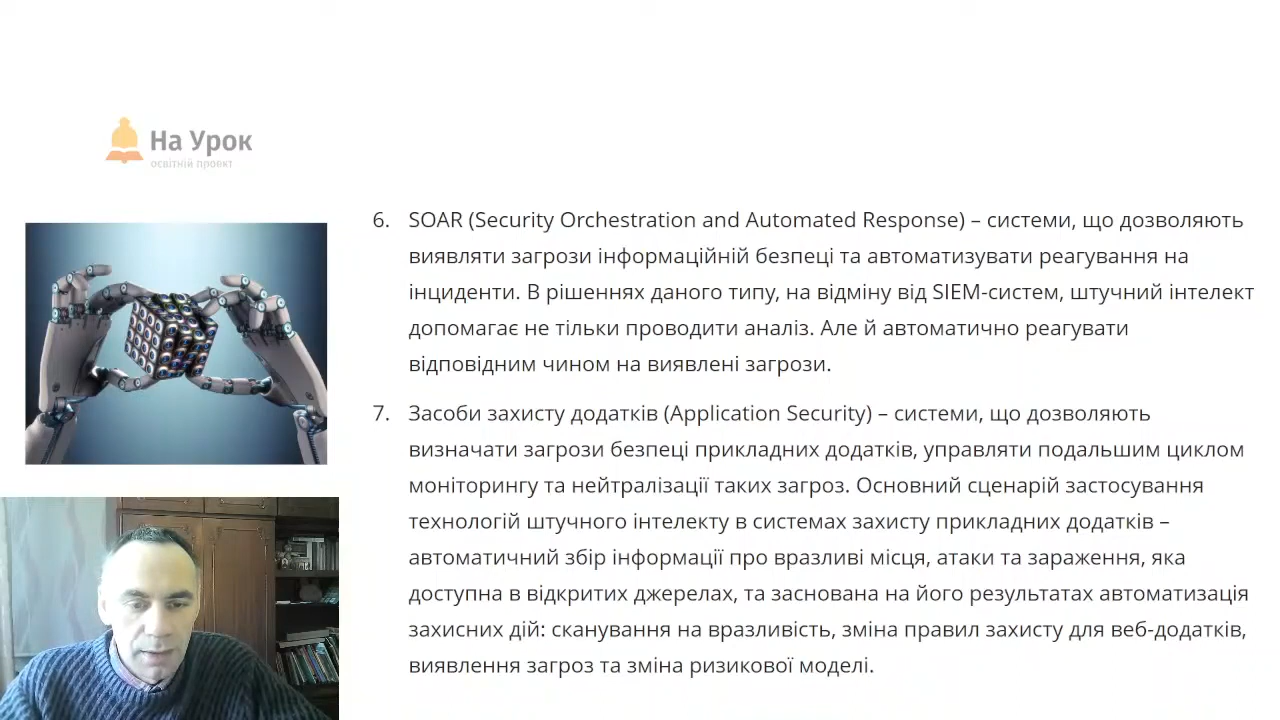 На Урок
освітній проект
6. SOAR (Security Orchestration and Automated Response) – системи, що дозволяють
виявляти загрози інформаційній безпеці та автоматизувати реагування на
інциденти. В рішеннях даного типу, на відміну від SIEM-систем, штучний інтелект
допомагає не тільки проводити аналіз. Але й автоматично реагувати
відповідним чином на виявлені загрози.
7. Засоби захисту додатків (Application Security) – системи, що дозволяють
визначати загрози безпеці прикладних додатків, управляти подальшим циклом
моніторингу та нейтралізації таких загроз. Основний сценарій застосування
технологій штучного інтелекту в системах захисту прикладних додатків –
автоматичний збір інформації про вразливі місця, атаки та зараження, яка
доступна в відкритих джерелах, та заснована на його результатах автоматизація
захисних дій: сканування на вразливість, зміна правил захисту для веб-додатків,
виявлення загроз та зміна ризикової моделі.